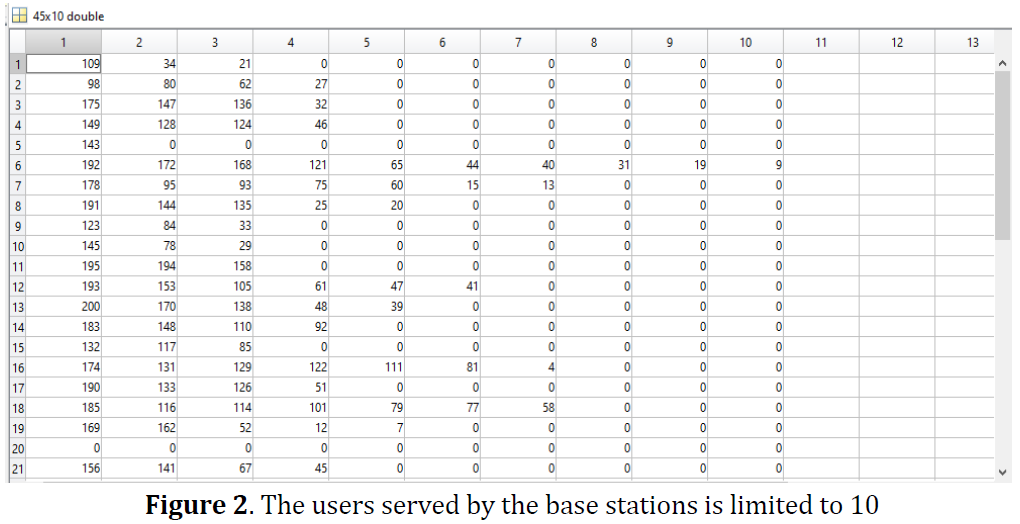 45x10 double
1 2 3 4 5 6 7 8 9 10 11 12 13
1 109 34 21 0 0 0 0 0 0 0
2 98 80 62 27 0 0 0 0 0 0
3 175 147 136 32 0 0 0 0 0 0
4 149 128 124 46 0 0 0 0 0 0
5 143 0 0 0 0 0 0 0 0 0
6 192 172 168 121 65 44 40 31 19 9
7 178 95 93 75 60 15 13 0 0 0
8 191 144 135 25 20 0 0 0 0 0
9 123 84 33 0 0 0 0 0 0 0
10 145 78 29 0 0 0 0 0 0 0
11 195 194 158 0 0 0 0 0 0 0
12 193 153 105 61 47 41 0 0 0 0
13 200 170 138 48 39 0 0 0 0 0
14 183 148 110 92 0 0 0 0 0 0
15 132 117 85 0 0 0 0 0 0 0
16 174 131 129 122 111 81 4 0 0 0
17 190 133 126 51 0 0 0 0 0 0
18 185 116 114 101 79 77 58 0 0 0
19 169 162 52 12 7 0 0 0 0 0
20 0 0 0 0 0 0 0 0 0 0
21 156 141 67 45 0 0 0 0 0 0
Figure 2. The users served by the base stations is limited to 10